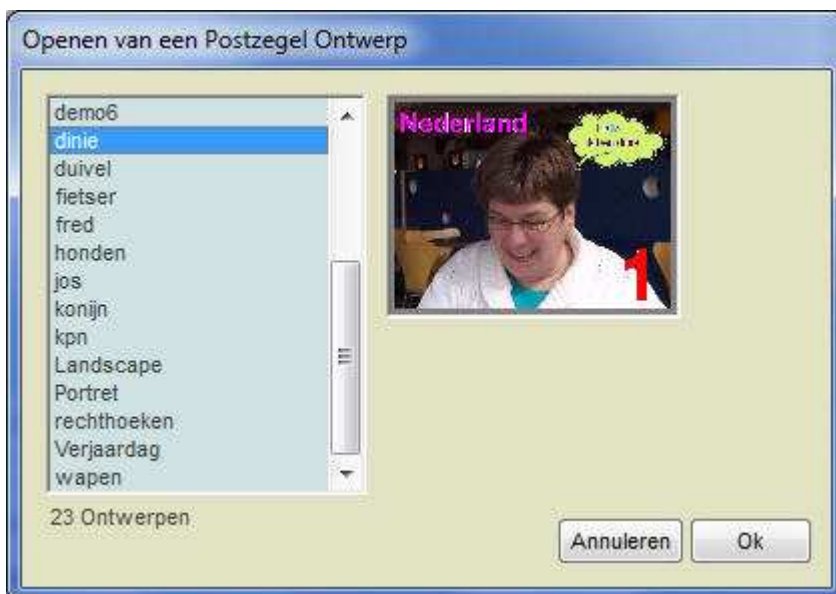 Openen van een Postzegel Ontwerp
demo6
dinie
duivel
fietser
fred
honden
jos
konijn
kpn
Landscape
Portret
rechthoeken
Verjaardag
wapen
23 Ontwerpen
Nederland
1
Annuleren
Ok